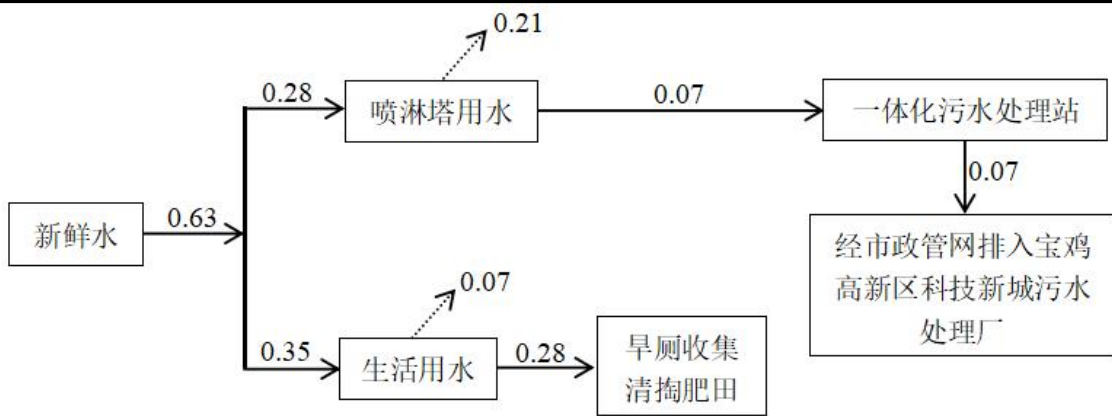 0.21
0.28
喷淋塔用水
0.07
一体化污水处理站
0.07
新鲜水
0.63
经市政管网排入宝鸡
高新区科技新城污水
处理厂
0.07
0.35
生活用水
0.28
旱厕收集
清掏肥田